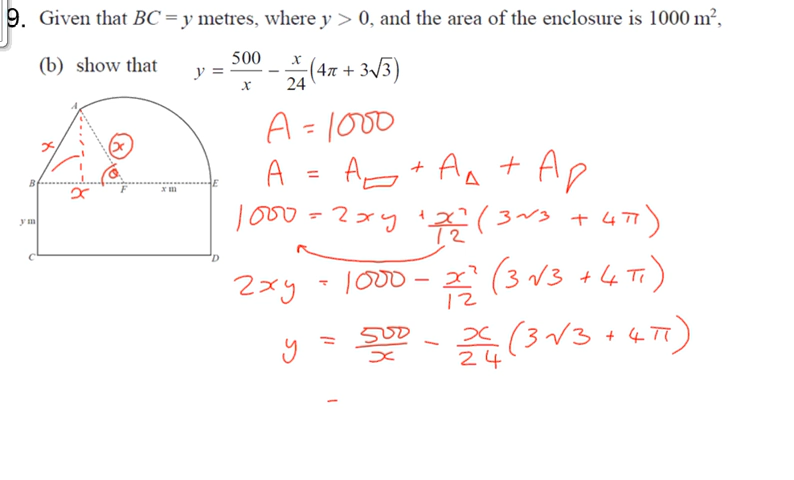 9. Given that BC = y metres, where y > 0, and the area of the enclosure is 1000 m²,
(b) show that y = 500/x − x/24 (4π + 3√3)
A
x
x
B
x
F
x m
E
y m
C
D
A = 1000
A = A▱ + A△ + A
1000 = 2xy + x²/12 (3√3 + 4π)
2xy = 1000 − x²/12 (3√3 + 4π)
y = 500/x − x/24 (3√3 + 4π)
=